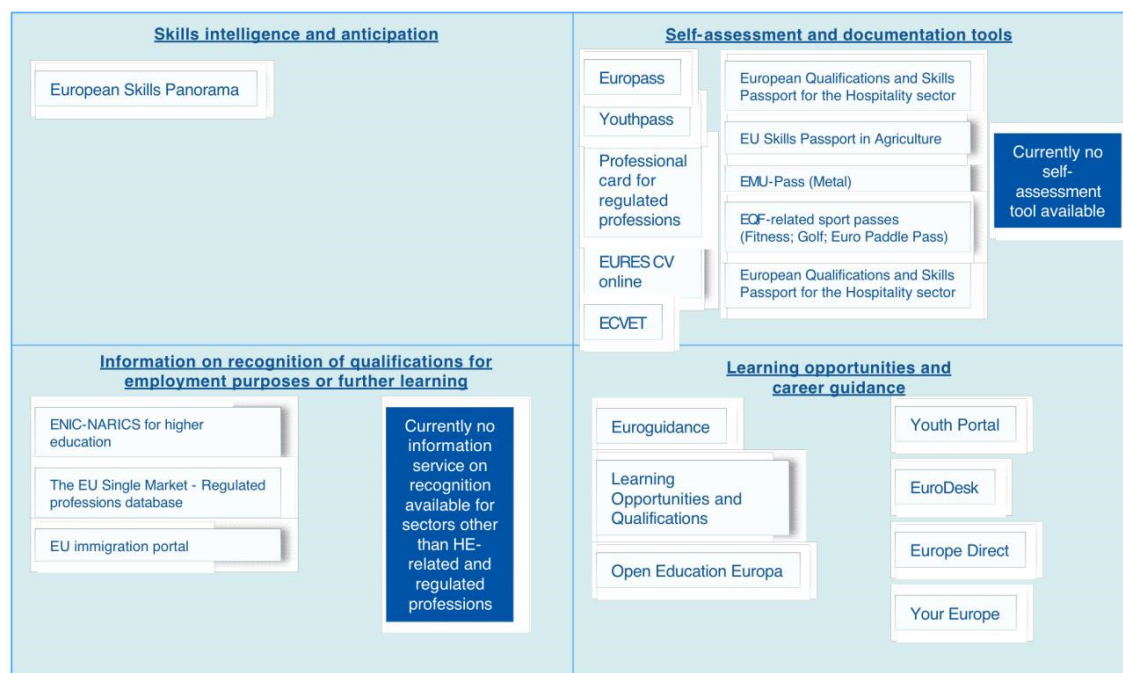 Skills intelligence and anticipation
European Skills Panorama
Self-assessment and documentation tools
Europass
Youthpass
Professional
card for
regulated
professions
EURES CV
online
ECVET
European Qualifications and Skills
Passport for the Hospitality sector
EU Skills Passport in Agriculture
EMU-Pass (Metal)
EQF-related sport passes
(Fitness; Golf; Euro Paddle Pass)
European Qualifications and Skills
Passport for the Hospitality sector
Currently no
self-
assessment
tool available
Information on recognition of qualifications for
employment purposes or further learning
ENIC-NARICS for higher
education
The EU Single Market - Regulated
professions database
EU immigration portal
Currently no
information
service on
recognition
available for
sectors other
than HE-
related and
regulated
professions
Learning opportunities and
career guidance
Euroguidance
Learning
Opportunities and
Qualifications
Open Education Europa
Youth Portal
EuroDesk
Europe Direct
Your Europe